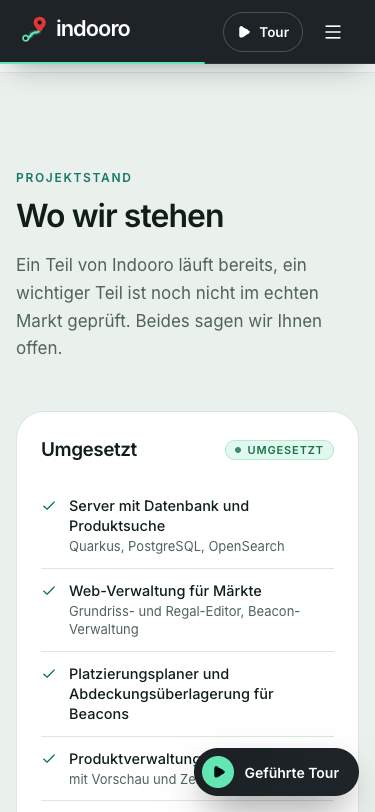 indooro
Tour
PROJEKTSTAND
Wo wir stehen
Ein Teil von Indooro läuft bereits, ein
wichtiger Teil ist noch nicht im echten
Markt geprüft. Beides sagen wir Ihnen
offen.
Umgesetzt
UMGESETZT
Server mit Datenbank und
Produktsuche
Quarkus, PostgreSQL, OpenSearch
Web-Verwaltung für Märkte
Grundriss- und Regal-Editor, Beacon-
Verwaltung
Platzierungsplaner und
Abdeckungsüberlagerung für
Beacons
Produktverwaltung
mit Vorschau und
Geführte Tour